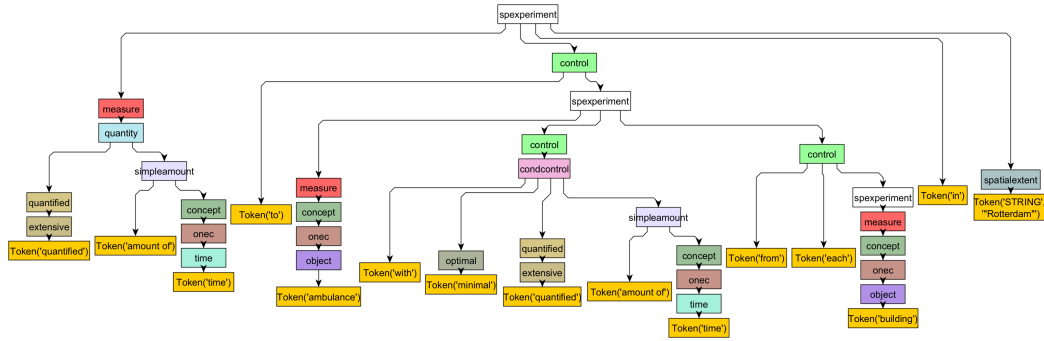 spexperiment
control
spexperiment
measure
quantity
control
condcontrol
control
simpleamount
spatialextent
quantified
extensive
Token('quantified')
Token('amount of')
concept
onec
time
Token('time')
Token('to')
measure
concept
onec
object
Token('ambulance')
Token('with')
optimal
Token('minimal')
quantified
extensive
Token('quantified')
simpleamount
Token('amount of')
concept
onec
time
Token('time')
Token('from')
Token('each')
spexperiment
measure
concept
onec
object
Token('building')
Token('in')
Token('STRING',
'"Rotterdam"')